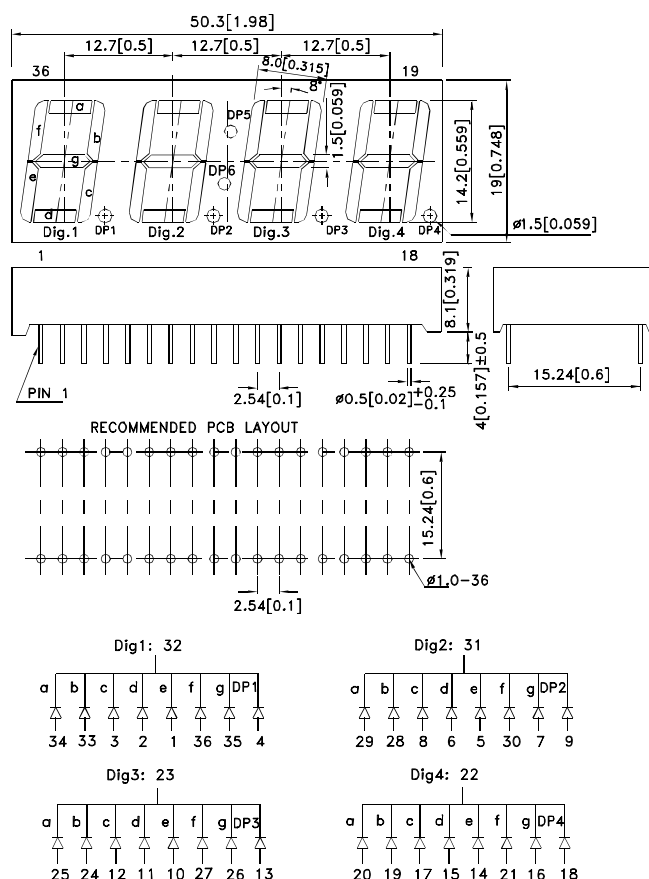 50.3[1.98]
12.7[0.5] 12.7[0.5] 12.7[0.5]
8.0[0.315]
36 19
8°
a
DP5
f b
1.5[0.059]
g
14.2[0.559]
19[0.748]
e DP6
c
d
DP1 DP2 DP3 DP4
Dig.1 Dig.2 Dig.3 Dig.4
ø1.5[0.059]
1 18
8.1[0.319]
PIN 1
2.54[0.1]
ø0.5[0.02]+0.25
-0.1
4[0.157]±0.5
15.24[0.6]
RECOMMENDED PCB LAYOUT
15.24[0.6]
ø1.0-36
2.54[0.1]
Dig1: 32
a b c d e f g DP1
34 33 3 2 1 36 35 4
Dig2: 31
a b c d e f g DP2
29 28 8 6 5 30 7 9
Dig3: 23
a b c d e f g DP3
25 24 12 11 10 27 26 13
Dig4: 22
a b c d e f g DP4
20 19 17 15 14 21 16 18